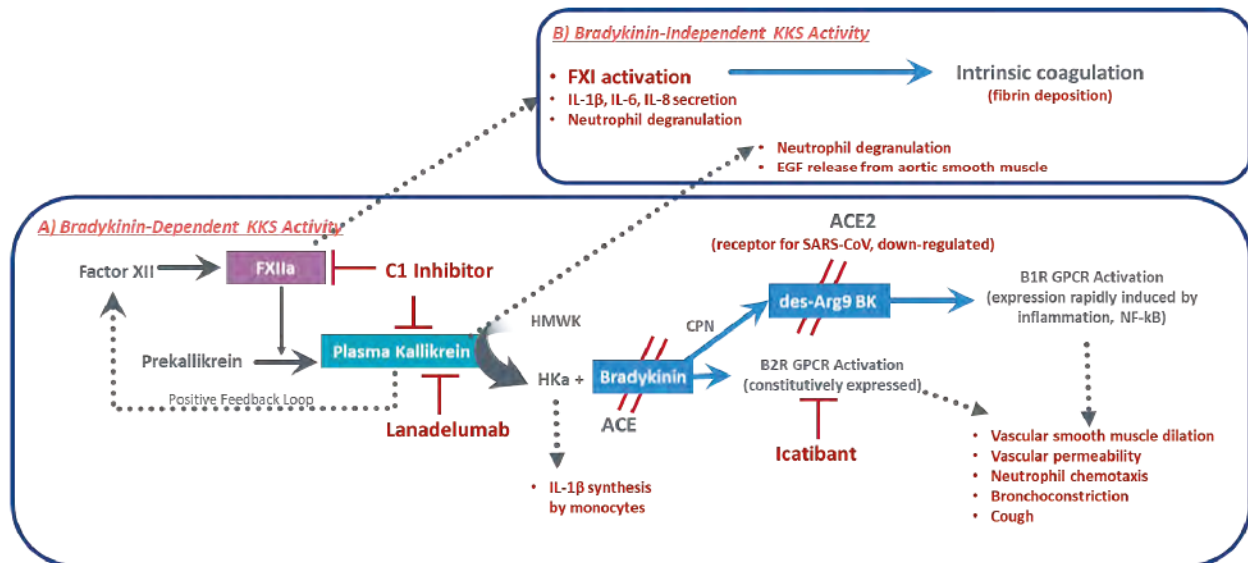 B) Bradykinin-Independent KKS Activity
• FXI activation
• IL-1β, IL-6, IL-8 secretion
• Neutrophil degranulation
Intrinsic coagulation
(fibrin deposition)
• Neutrophil degranulation
• EGF release from aortic smooth muscle
A) Bradykinin-Dependent KKS Activity
Factor XII
FXIIa
C1 Inhibitor
Prekallikrein
Plasma Kallikrein
HMWK
Positive Feedback Loop
Lanadelumab
HKa +
Bradykinin
ACE
CPN
• IL-1β synthesis
by monocytes
ACE2
(receptor for SARS-CoV, down-regulated)
des-Arg9 BK
B1R GPCR Activation
(expression rapidly induced by
inflammation, NF-kB)
B2R GPCR Activation
(constitutively expressed)
Icatibant
• Vascular smooth muscle dilation
• Vascular permeability
• Neutrophil chemotaxis
• Bronchoconstriction
• Cough